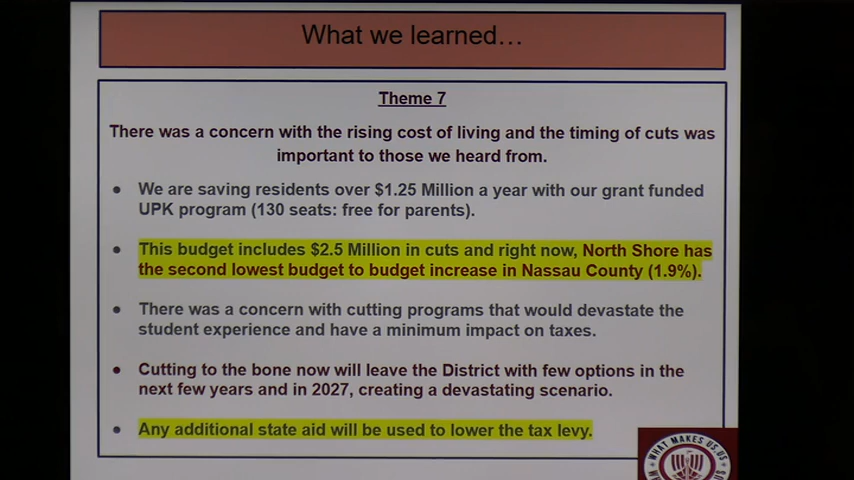 What we learned...
Theme 7
There was a concern with the rising cost of living and the timing of cuts was
important to those we heard from.
• We are saving residents over $1.25 Million a year with our grant funded
UPK program (130 seats: free for parents).
• This budget includes $2.5 Million in cuts and right now, North Shore has
the second lowest budget to budget increase in Nassau County (1.9%).
• There was a concern with cutting programs that would devastate the
student experience and have a minimum impact on taxes.
• Cutting to the bone now will leave the District with few options in the
next few years and in 2027, creating a devastating scenario.
• Any additional state aid will be used to lower the tax levy.
WHAT MAKES US, US